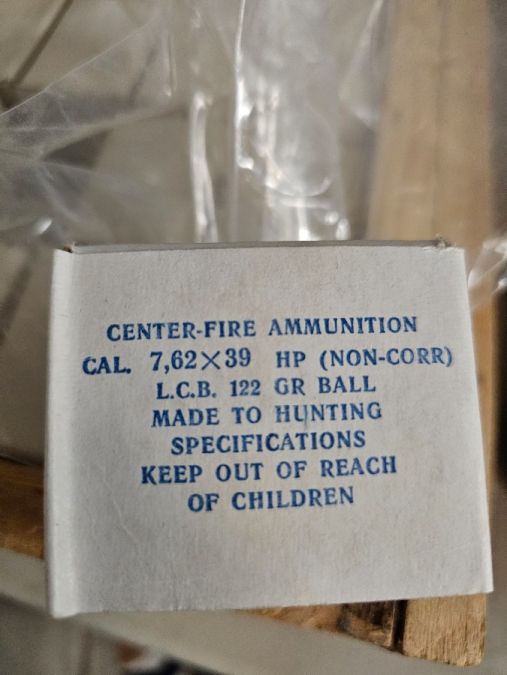 CENTER-FIRE AMMUNITION
CAL. 7,62×39 HP (NON-CORR)
L.C.B. 122 GR BALL
MADE TO HUNTING
SPECIFICATIONS
KEEP OUT OF REACH
OF CHILDREN